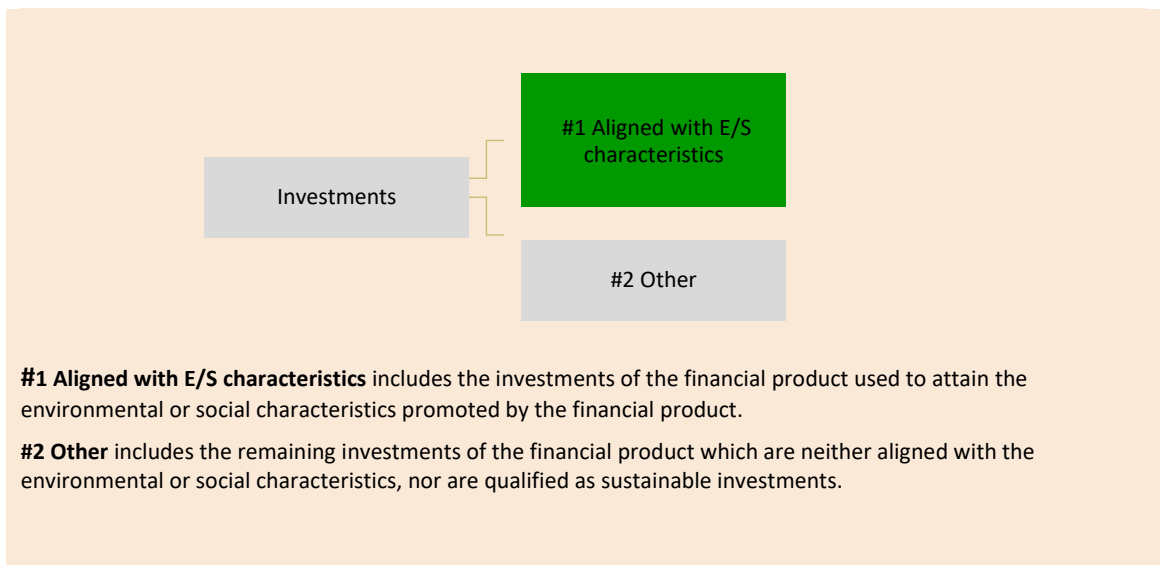 #1 Aligned with E/S
characteristics
Investments
#2 Other
#1 Aligned with E/S characteristics includes the investments of the financial product used to attain the
environmental or social characteristics promoted by the financial product.
#2 Other includes the remaining investments of the financial product which are neither aligned with the
environmental or social characteristics, nor are qualified as sustainable investments.